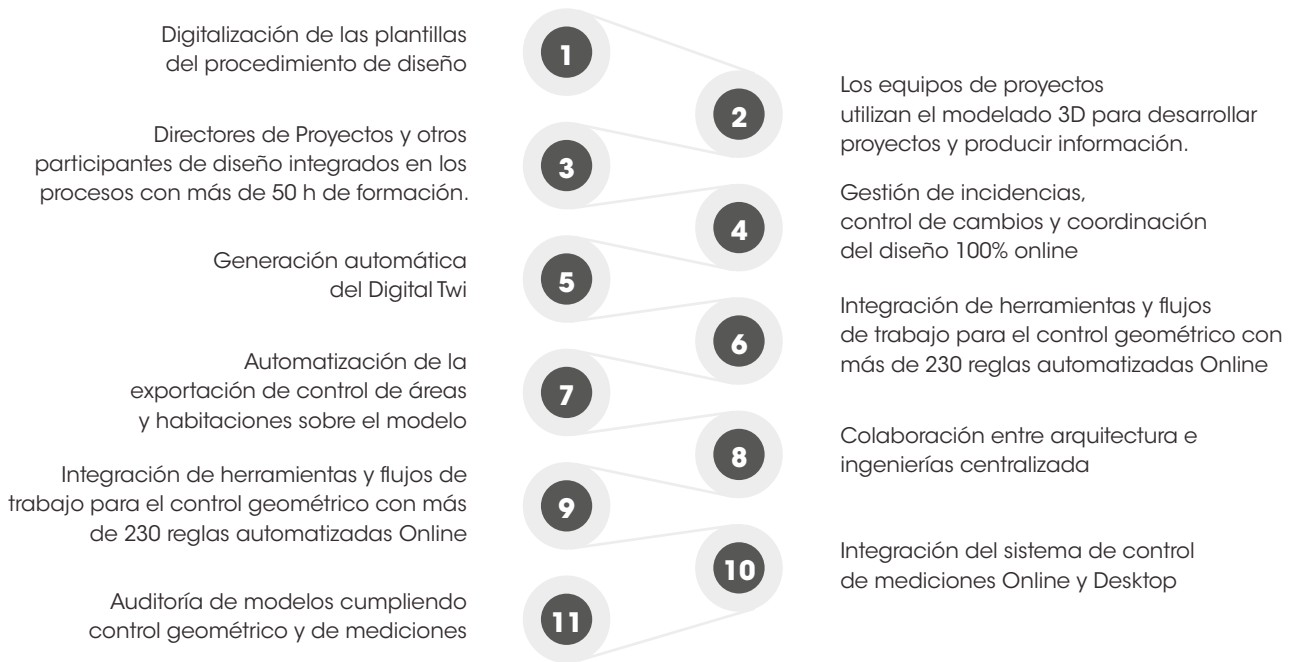 Digitalización de las plantillas
del procedimiento de diseño
1
2
Los equipos de proyectos
utilizan el modelado 3D para desarrollar
proyectos y producir información.
Directores de Proyectos y otros
participantes de diseño integrados en los
procesos con más de 50 h de formación.
3
4
Gestión de incidencias,
control de cambios y coordinación
del diseño 100% online
Generación automática
del Digital Twi
5
6
Integración de herramientas y flujos
de trabajo para el control geométrico con
más de 230 reglas automatizadas Online
Automatización de la
exportación de control de áreas
y habitaciones sobre el modelo
7
8
Colaboración entre arquitectura e
ingenierías centralizada
Integración de herramientas y flujos de
trabajo para el control geométrico con más
de 230 reglas automatizadas Online
9
10
Integración del sistema de control
de mediciones Online y Desktop
Auditoría de modelos cumpliendo
control geométrico y de mediciones
11